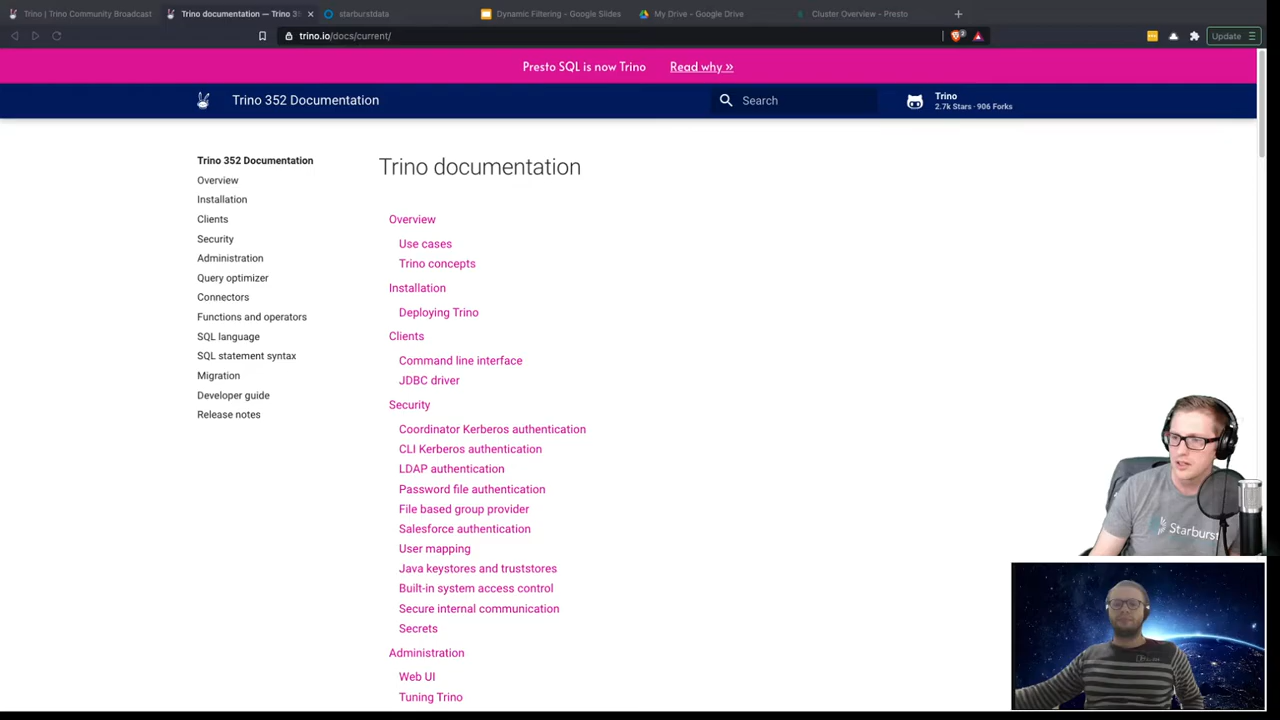 Trino | Trino Community Broadcast
Trino documentation — Trino 35
starburstdata
Dynamic Filtering - Google Slides
My Drive - Google Drive
Cluster Overview - Presto
trino.io/docs/current/
Update
Presto SQL is now Trino Read why »
Trino 352 Documentation
Search
Trino
2.7k Stars · 906 Forks
Trino 352 Documentation
Overview
Installation
Clients
Security
Administration
Query optimizer
Connectors
Functions and operators
SQL language
SQL statement syntax
Migration
Developer guide
Release notes
Trino documentation
Overview
Use cases
Trino concepts
Installation
Deploying Trino
Clients
Command line interface
JDBC driver
Security
Coordinator Kerberos authentication
CLI Kerberos authentication
LDAP authentication
Password file authentication
File based group provider
Salesforce authentication
User mapping
Java keystores and truststores
Built-in system access control
Secure internal communication
Secrets
Administration
Web UI
Tuning Trino
Starburst